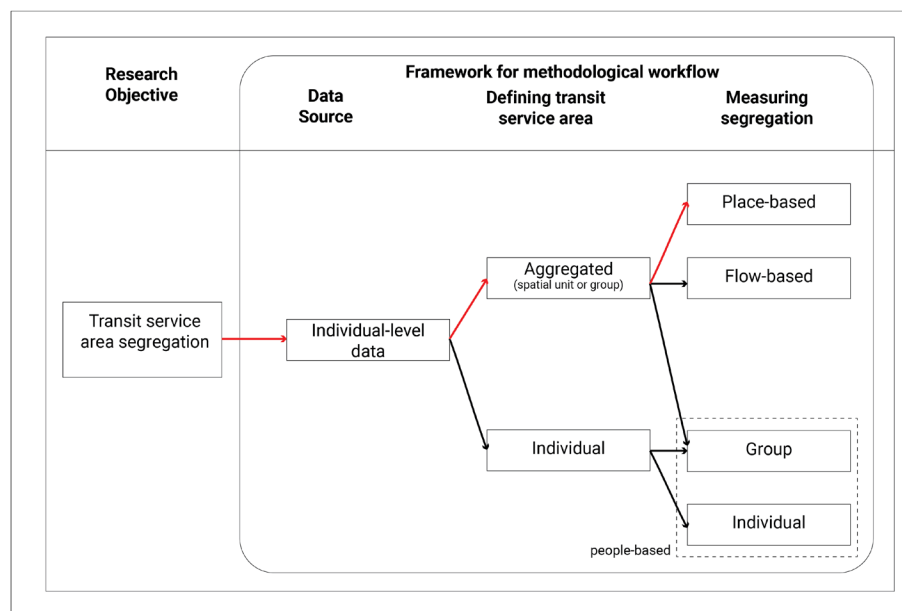 Framework for methodological workflow
Research
Objective
Data
Source
Defining transit
service area
Measuring
segregation
Transit service
area segregation
Individual-level
data
Aggregated
(spatial unit or group)
Individual
Place-based
Flow-based
Group
Individual
people-based